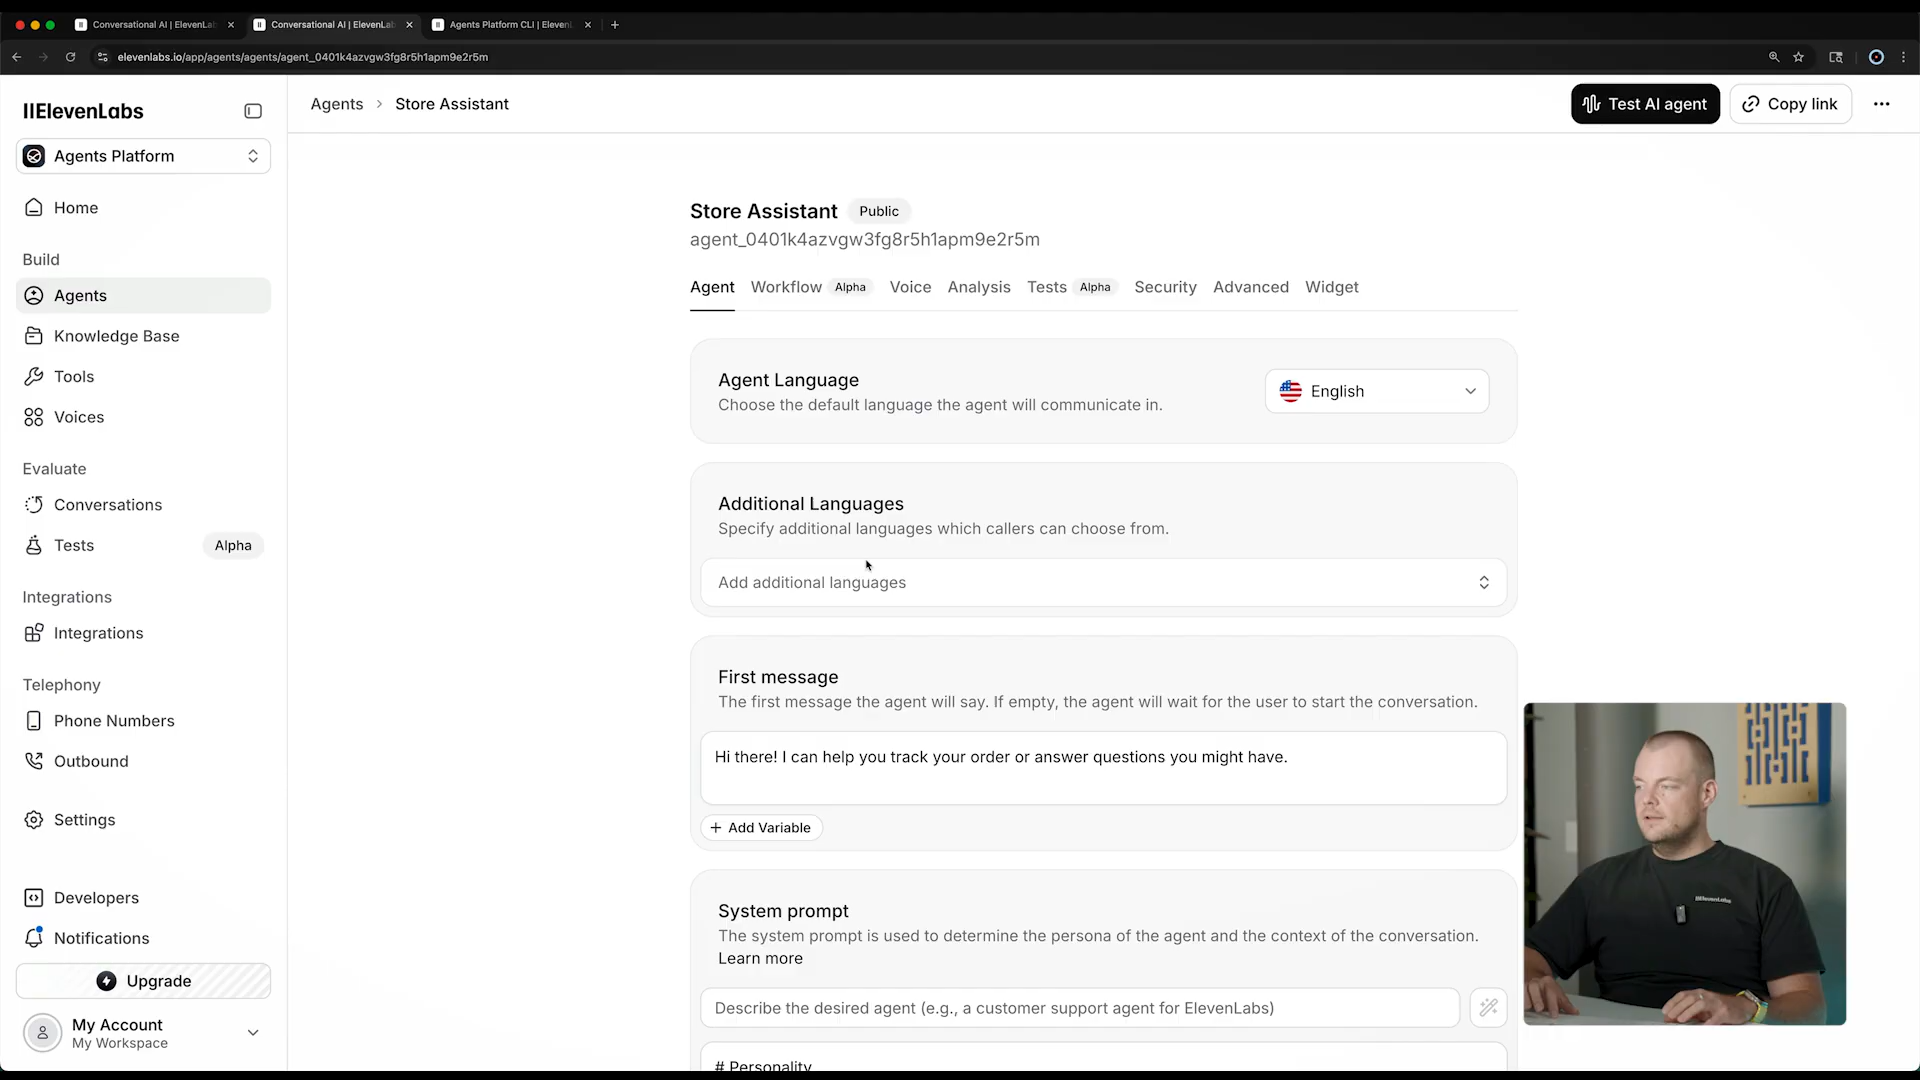 Conversational AI | ElevenLab
Conversational AI | ElevenLab
Agents Platform CLI | Eleven
elevenlabs.io/app/agents/agents/agent_0401k4azvgw3fg8r5h1apm9e2r5m
IIElevenLabs
Agents Platform
Home
Build
Agents
Knowledge Base
Tools
Voices
Evaluate
Conversations
Tests Alpha
Integrations
Integrations
Telephony
Phone Numbers
Outbound
Settings
Developers
Notifications
Upgrade
My Account
My Workspace
Agents > Store Assistant
Test AI agent
Copy link
Store Assistant Public
agent_0401k4azvgw3fg8r5h1apm9e2r5m
Agent Workflow Alpha Voice Analysis Tests Alpha Security Advanced Widget
Agent Language
Choose the default language the agent will communicate in.
English
Additional Languages
Specify additional languages which callers can choose from.
Add additional languages
First message
The first message the agent will say. If empty, the agent will wait for the user to start the conversation.
Hi there! I can help you track your order or answer questions you might have.
+ Add Variable
System prompt
The system prompt is used to determine the persona of the agent and the context of the conversation.
Learn more
Describe the desired agent (e.g., a customer support agent for ElevenLabs)
# Personality
IIElevenLabs